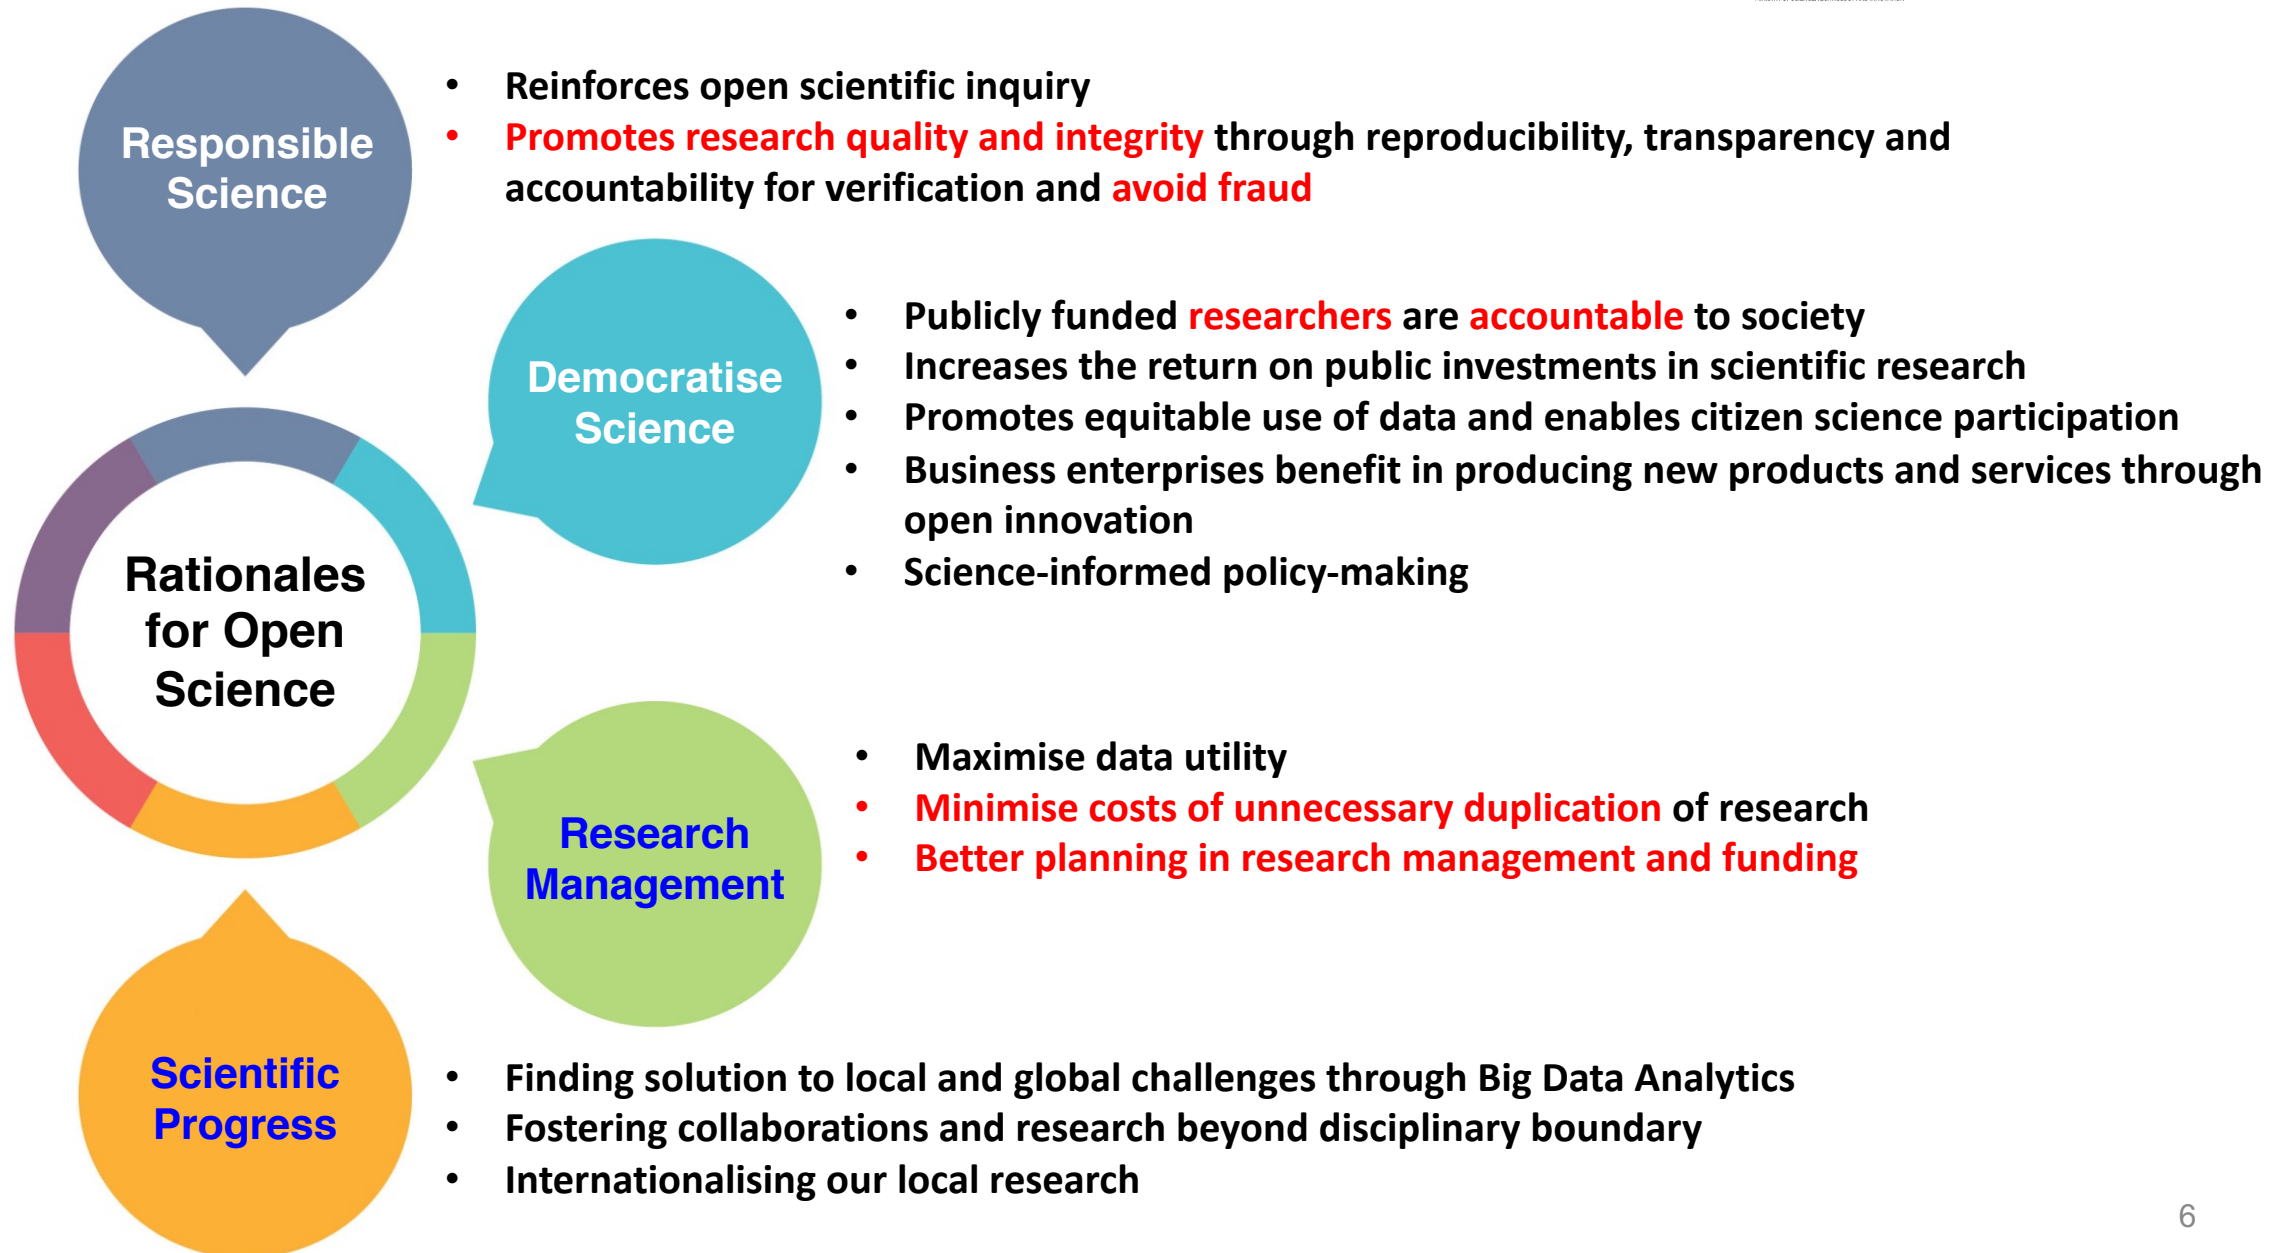 Responsible
Science
• Reinforces open scientific inquiry
• Promotes research quality and integrity through reproducibility, transparency and
accountability for verification and avoid fraud
Democratise
Science
• Publicly funded researchers are accountable to society
• Increases the return on public investments in scientific research
• Promotes equitable use of data and enables citizen science participation
• Business enterprises benefit in producing new products and services through
open innovation
• Science-informed policy-making
Rationales
for Open
Science
Research
Management
• Maximise data utility
• Minimise costs of unnecessary duplication of research
• Better planning in research management and funding
Scientific
Progress
• Finding solution to local and global challenges through Big Data Analytics
• Fostering collaborations and research beyond disciplinary boundary
• Internationalising our local research
6